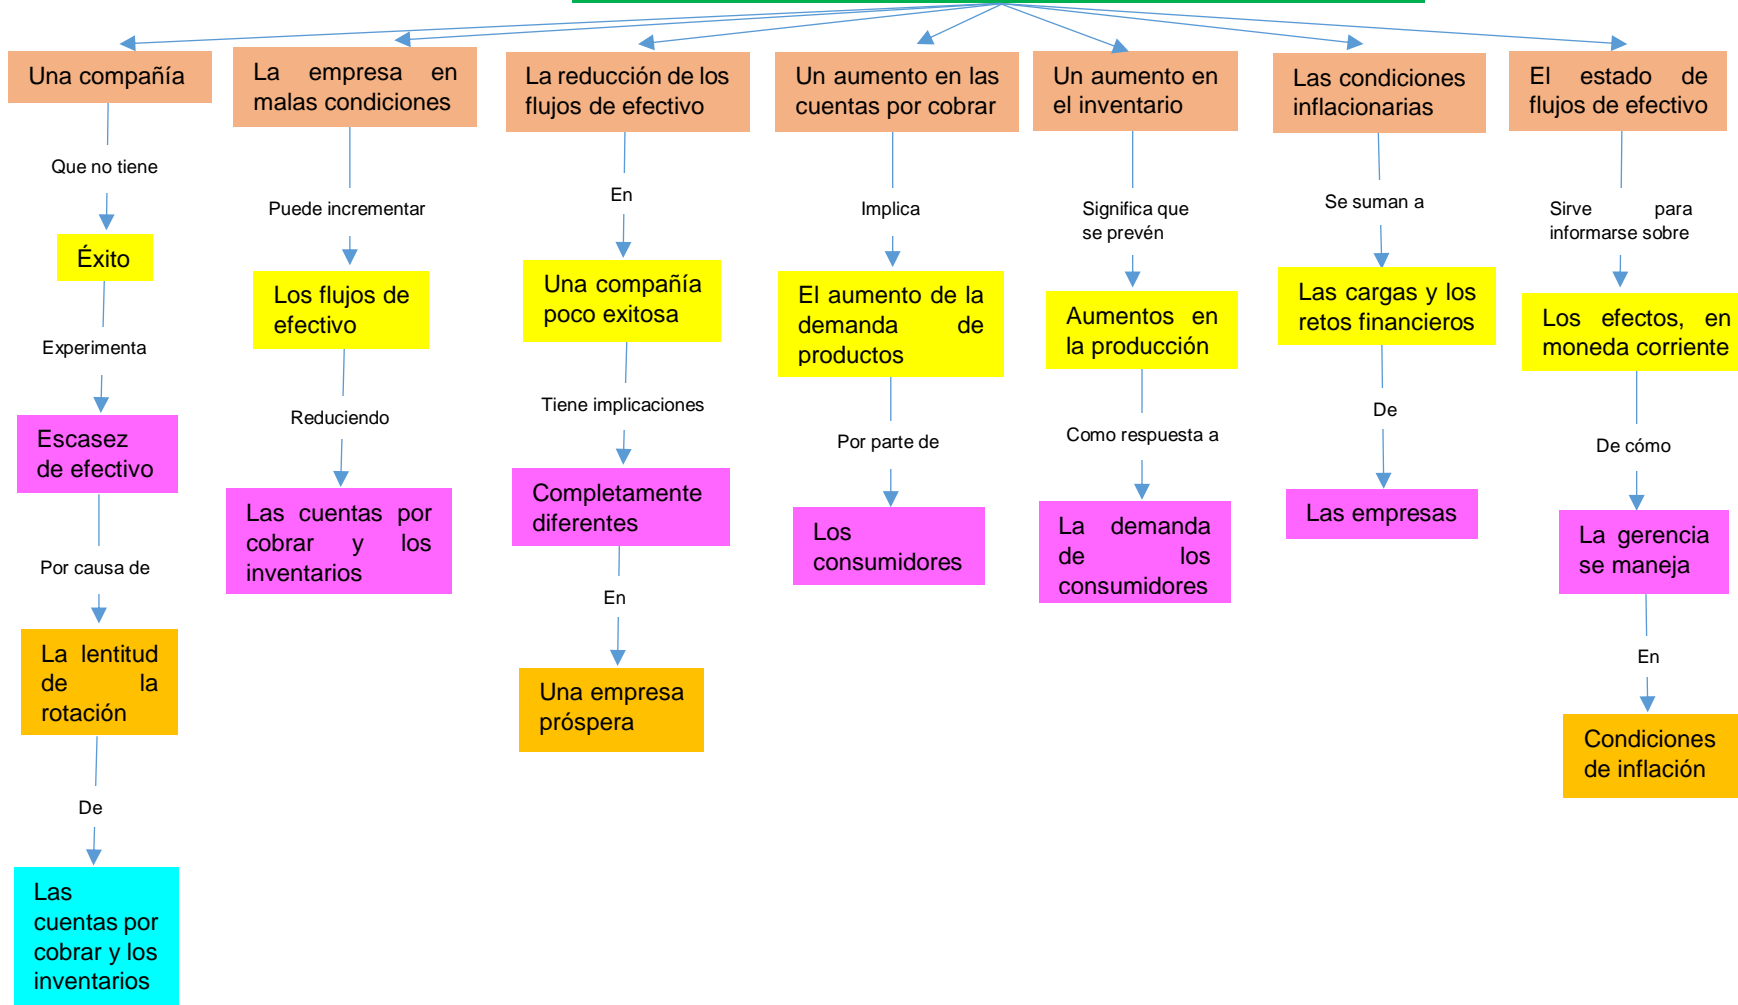 Una compañía
Que no tiene
Éxito
Experimenta
Escasez
de efectivo
Por causa de
La lentitud
de la
rotación
De
Las
cuentas por
cobrar y los
inventarios
La empresa en
malas condiciones
Puede incrementar
Los flujos de
efectivo
Reduciendo
Las cuentas por
cobrar y los
inventarios
La reducción de los
flujos de efectivo
En
Una compañía
poco exitosa
Tiene implicaciones
Completamente
diferentes
En
Una empresa
próspera
Un aumento en las
cuentas por cobrar
Implica
El aumento de la
demanda de
productos
Por parte de
Los
consumidores
Un aumento en
el inventario
Significa que
se prevén
Aumentos en
la producción
Como respuesta a
La demanda
de los
consumidores
Las condiciones
inflacionarias
Se suman a
Las cargas y los
retos financieros
De
Las empresas
El estado de
flujos de efectivo
Sirve para
informarse sobre
Los efectos, en
moneda corriente
De cómo
La gerencia
se maneja
En
Condiciones
de inflación